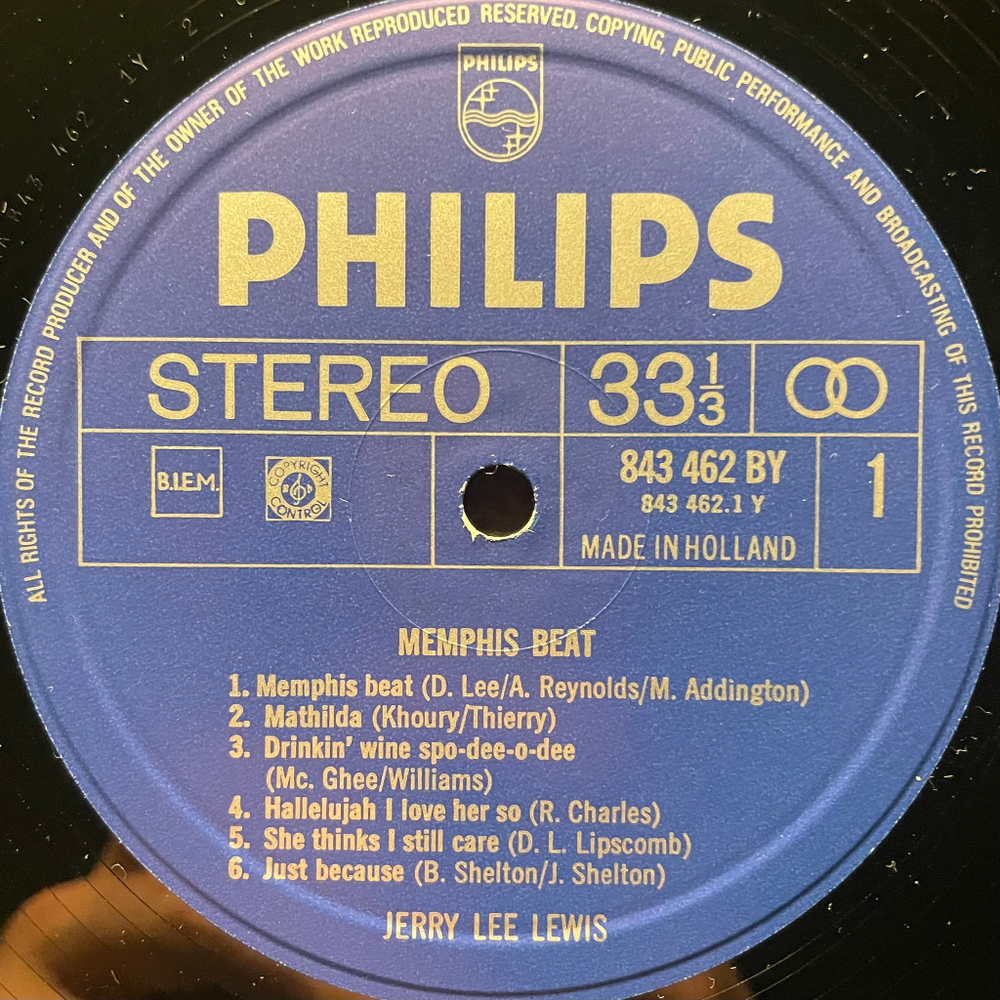 ALL RIGHTS OF THE RECORD PRODUCER AND OF THE OWNER OF THE WORK REPRODUCED RESERVED. COPYING, PUBLIC PERFORMANCE AND BROADCASTING OF THIS RECORD PROHIBITED
PHILIPS
PHILIPS
STEREO
33 1/3
B.I.E.M.
COPYRIGHT
CONTROL
843 462 BY
843 462.1 Y
1
MADE IN HOLLAND
MEMPHIS BEAT
1. Memphis beat (D. Lee/A. Reynolds/M. Addington)
2. Mathilda (Khoury/Thierry)
3. Drinkin' wine spo-dee-o-dee
(Mc. Ghee/Williams)
4. Hallelujah I love her so (R. Charles)
5. She thinks I still care (D. L. Lipscomb)
6. Just because (B. Shelton/J. Shelton)
JERRY LEE LEWIS